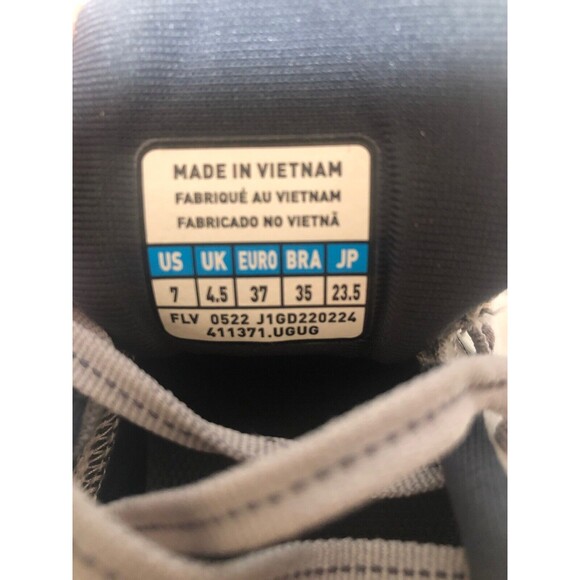 MADE IN VIETNAM
FABRIQUÉ AU VIETNAM
FABRICADO NO VIETNÃ
US UK EURO BRA JP
7 4.5 37 35 23.5
FLV 0522 J1GD220224
411371.UGUG